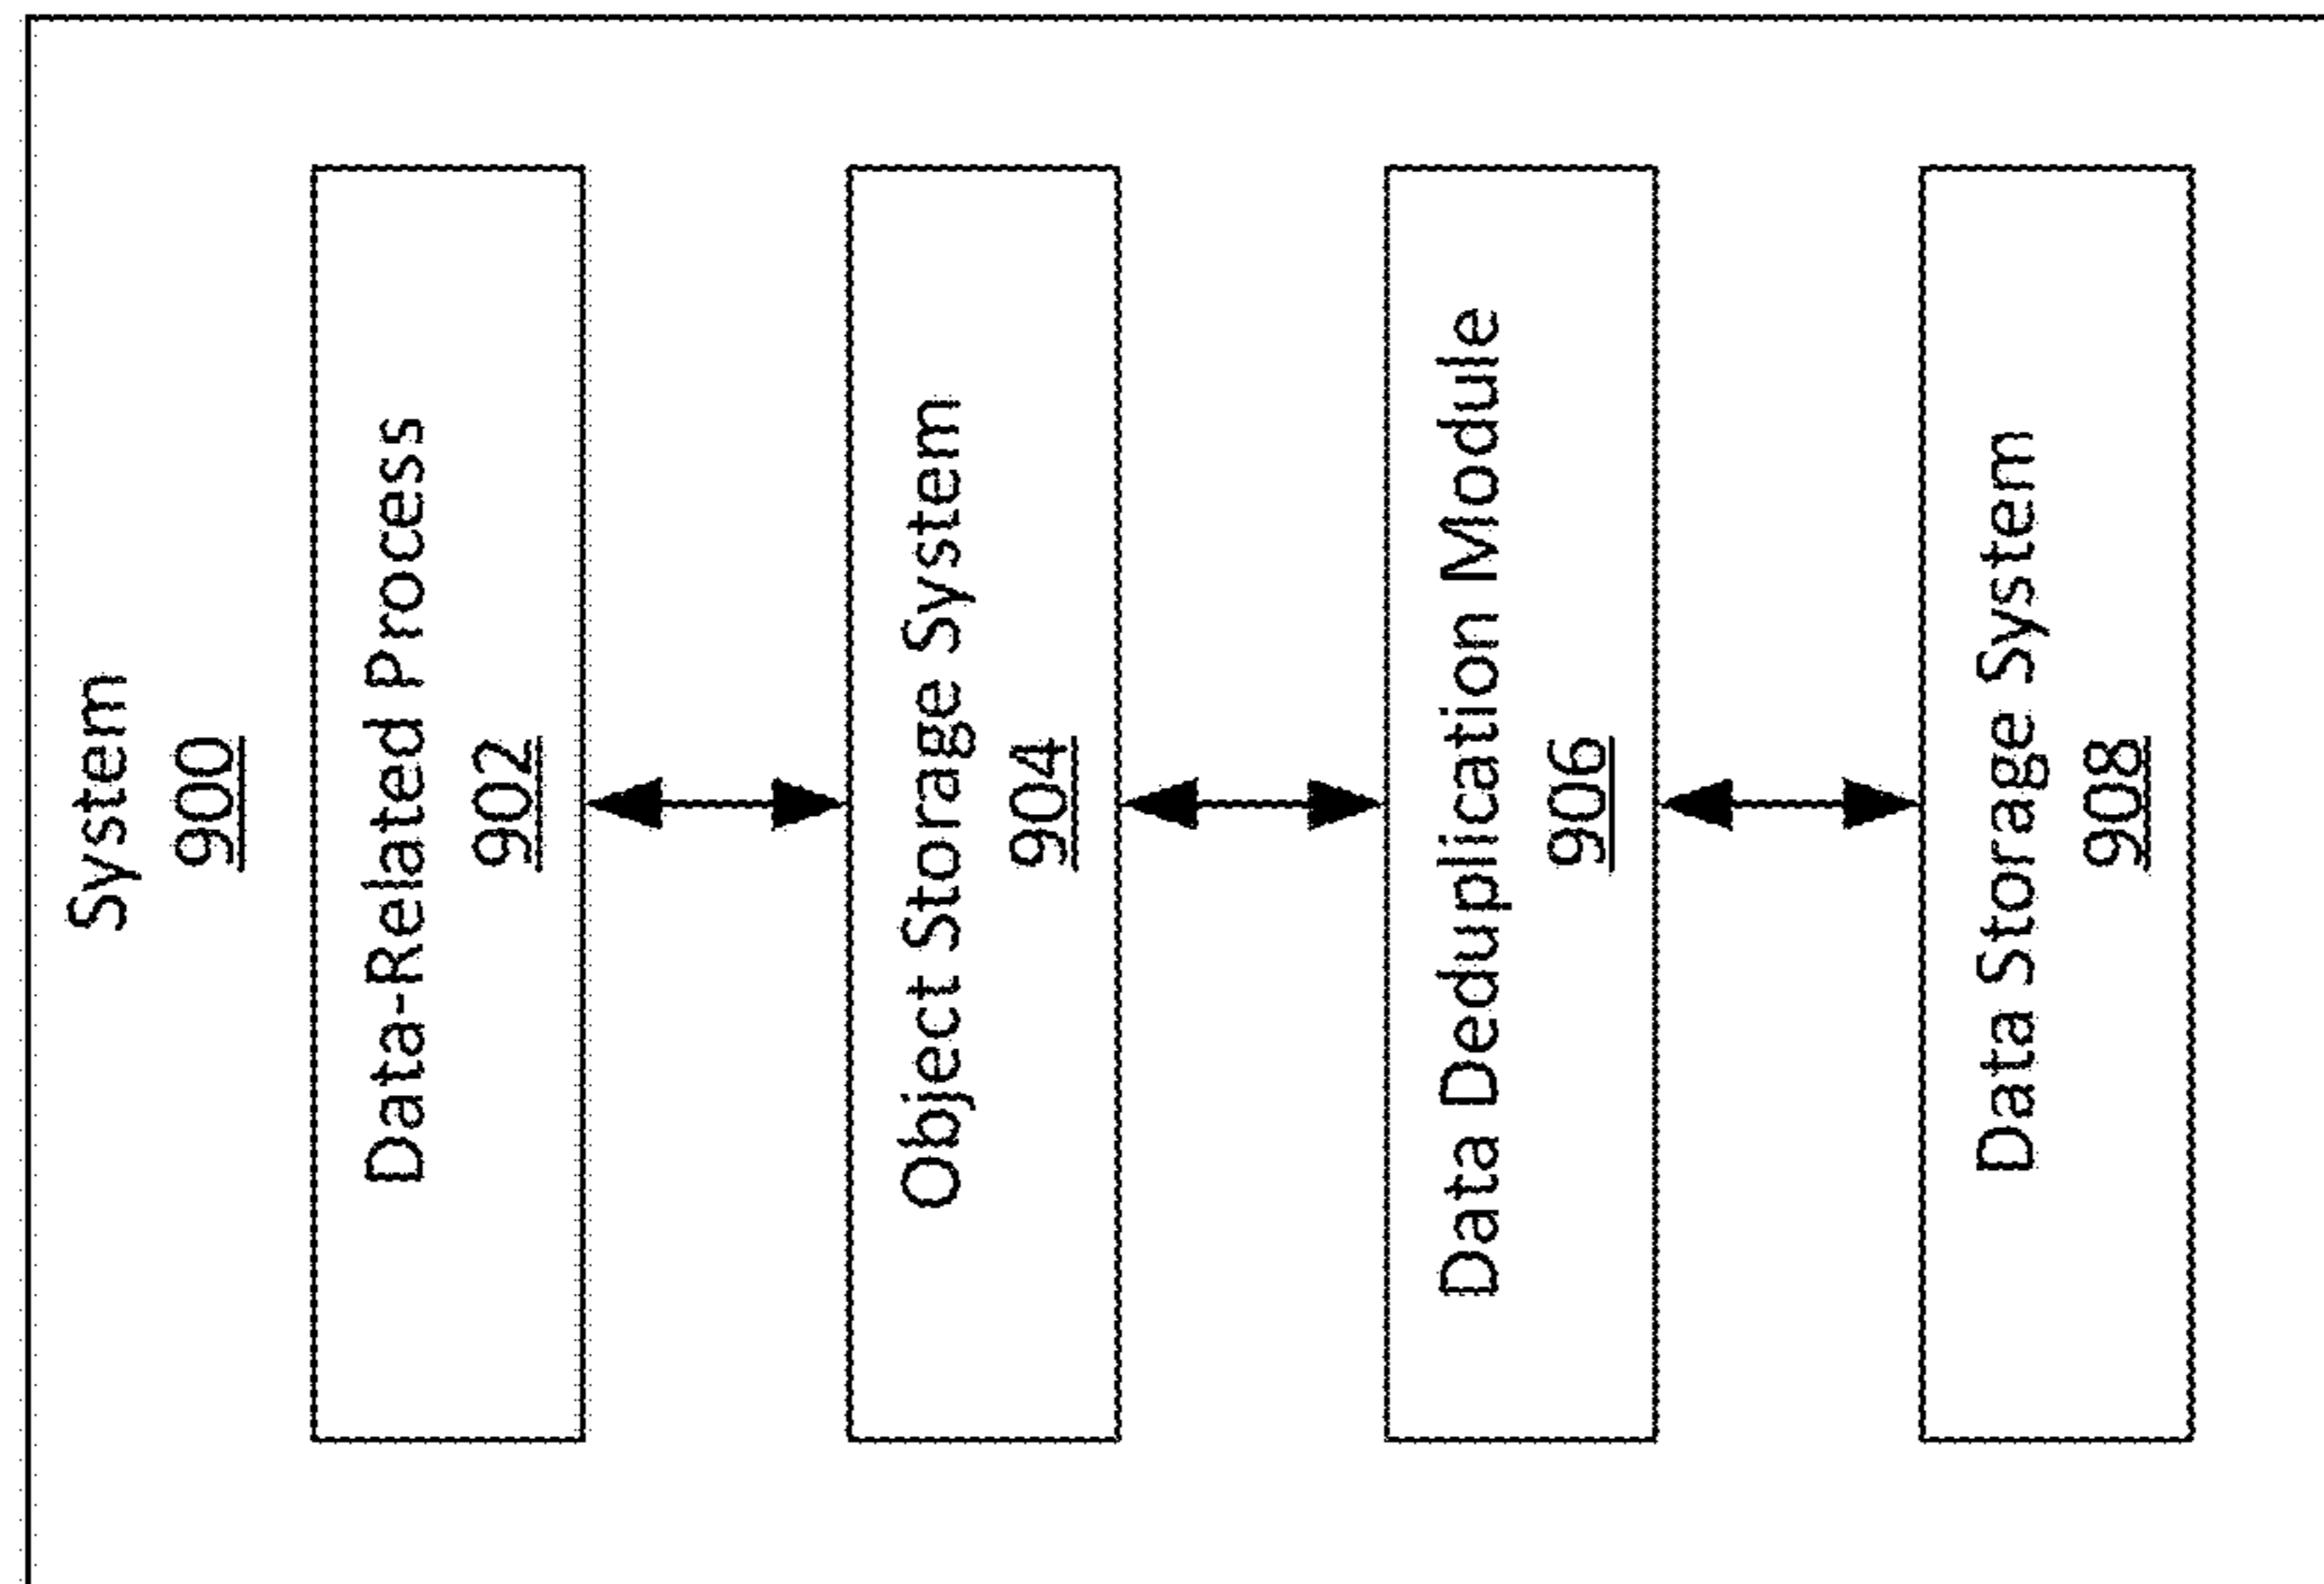 System
900
Data-Related Process
902
Object Storage System
904
Data Deduplication Module
906
Data Storage System
908